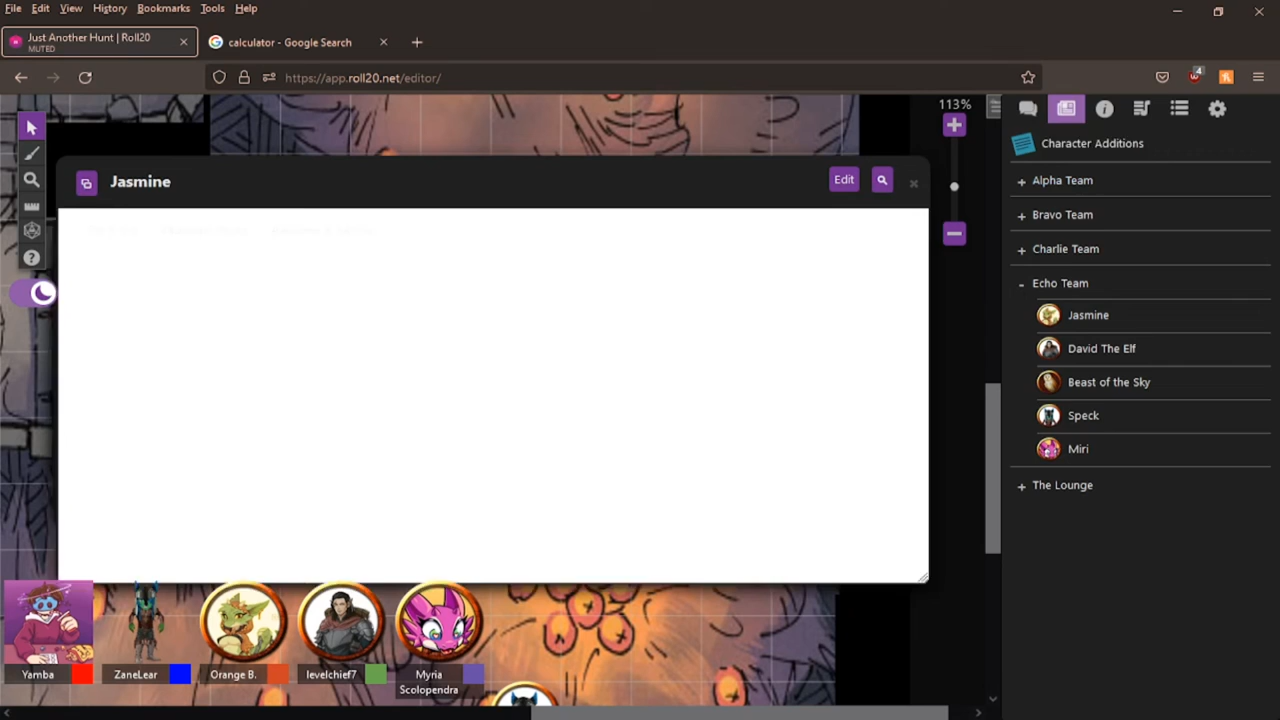 File Edit View History Bookmarks Tools Help
Just Another Hunt | Roll20
MUTED
calculator - Google Search
https://app.roll20.net/editor/
4
113%
Character Additions
Jasmine
Edit
Alpha Team
Bravo Team
Charlie Team
Echo Team
Jasmine
David The Elf
Beast of the Sky
Speck
Miri
The Lounge
Yamba
ZaneLear
Orange B.
levelchief7
Myria
Scolopendra